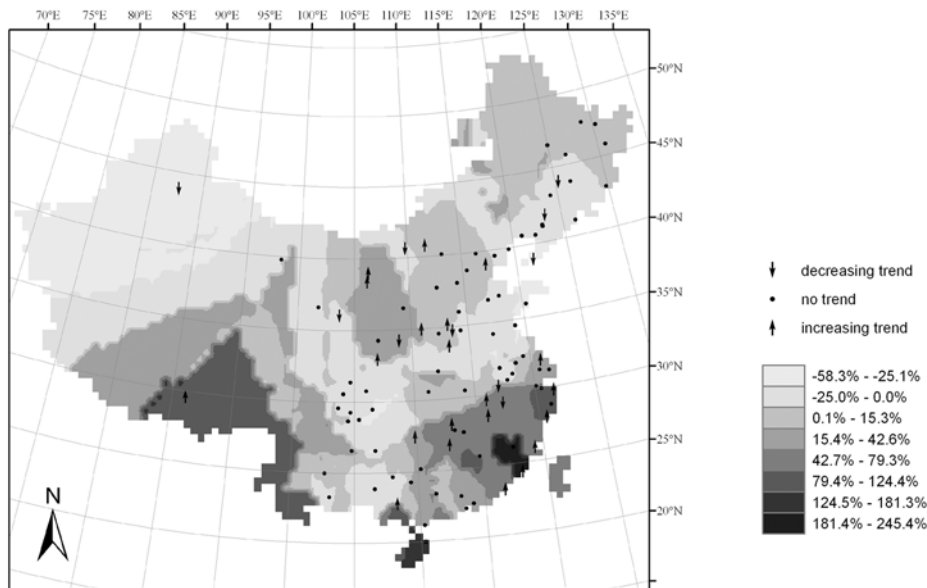 70°E 75°E 80°E 85°E 90°E 95°E 100°E 105°E 110°E 115°E 120°E 125°E 130°E 135°E
50°N
45°N
40°N
35°N
30°N
25°N
20°N
N
decreasing trend
no trend
increasing trend
-58.3% - -25.1%
-25.0% - 0.0%
0.1% - 15.3%
15.4% - 42.6%
42.7% - 79.3%
79.4% - 124.4%
124.5% - 181.3%
181.4% - 245.4%